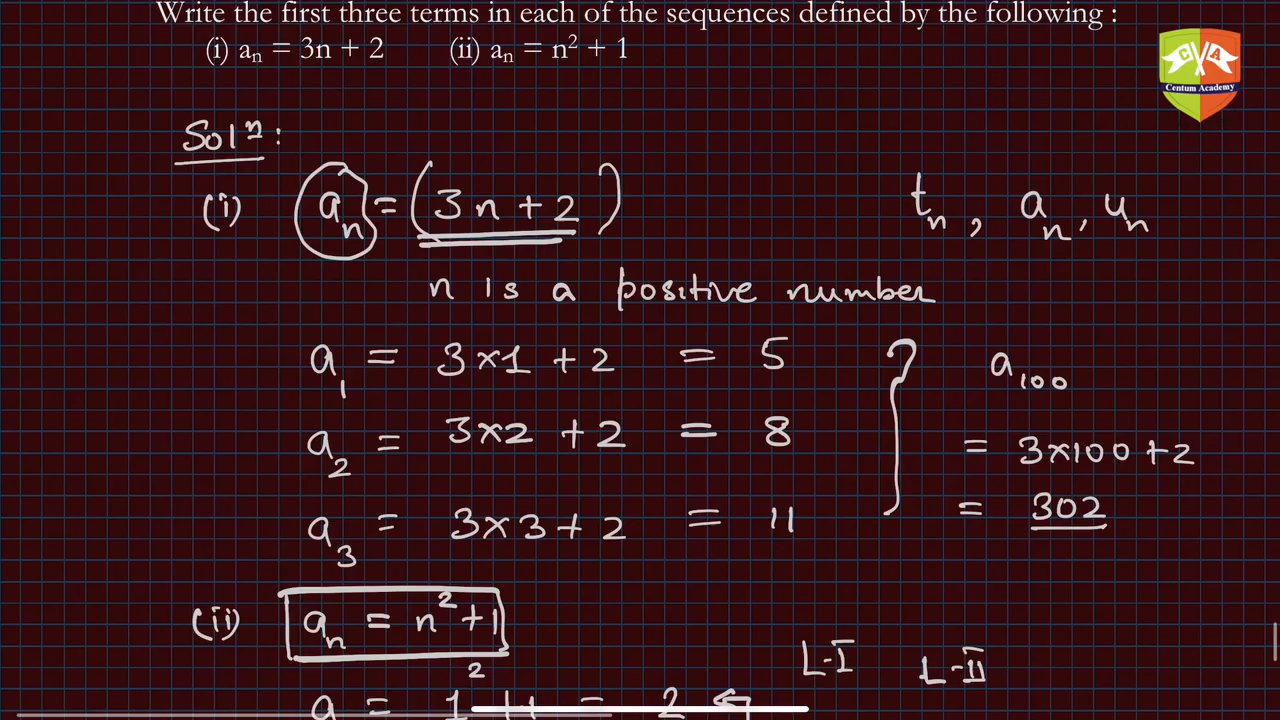 Write the first three terms in each of the sequences defined by the following :
(i) aₙ = 3n + 2 (ii) aₙ = n² + 1
C A
Centum Academy
Solⁿ :
(i) aₙ = (3n + 2)
tₙ , aₙ , uₙ
n is a positive number
a₁ = 3×1 + 2 = 5
a₂ = 3×2 + 2 = 8
a₃ = 3×3 + 2 = 11
a₁₀₀
= 3×100 + 2
= 302
(ii) aₙ = n² + 1
L-I L-II
a = 1² + 1 = 2